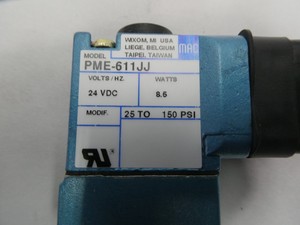 WIXOM, MI USA
LIEGE, BELGIUM
TAIPEI, TAIWAN
MAC
MODEL
PME-611JJ
VOLTS/HZ. WATTS
24 VDC 8.6
MODIF. 25 TO 150 PSI